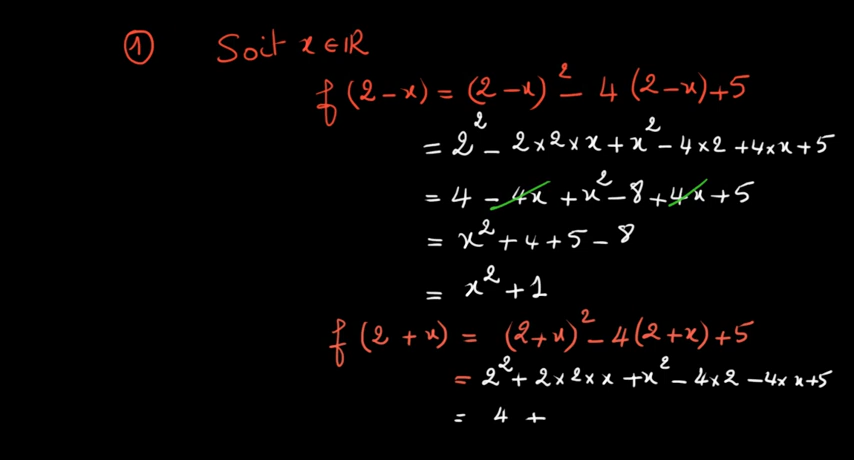 ① Soit x ∈ ℝ
f(2-x) = (2-x)² - 4(2-x)+5
= 2² - 2×2×x + x² - 4×2 + 4×x + 5
= 4 - 4x + x² - 8 + 4x + 5
= x² + 4 + 5 - 8
= x² + 1
f(2+x) = (2+x)² - 4(2+x)+5
= 2² + 2×2×x + x² - 4×2 - 4×x + 5
= 4 +